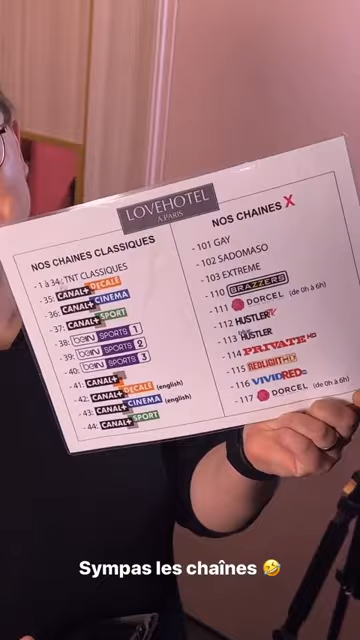 LOVEHOTEL
A PARIS
NOS CHAINES CLASSIQUES
- 1 à 34: TNT CLASSIQUES
- 35: CANAL+ DECALE
- 36: CANAL+ CINEMA
- 37: CANAL+ SPORT
- 38: beIN SPORTS 1
- 39: beIN SPORTS 2
- 40: beIN SPORTS 3
- 41: CANAL+
- 42: CANAL+ DECALE (english)
- 43: CANAL+ CINEMA (english)
- 44: CANAL+ SPORT
NOS CHAINES X
- 101 GAY
- 102 SADOMASO
- 103 EXTREME
- 110 BRAZZERS
- 111 DORCEL (de 0h à 6h)
- 112 HUSTLER
- 113 HUSTLER
- 114 PRIVATE HD
- 115 REDLIGHT HD
- 116 VIVID RED
- 117 DORCEL (de 0h à 6h)
Sympas les chaînes 🤣